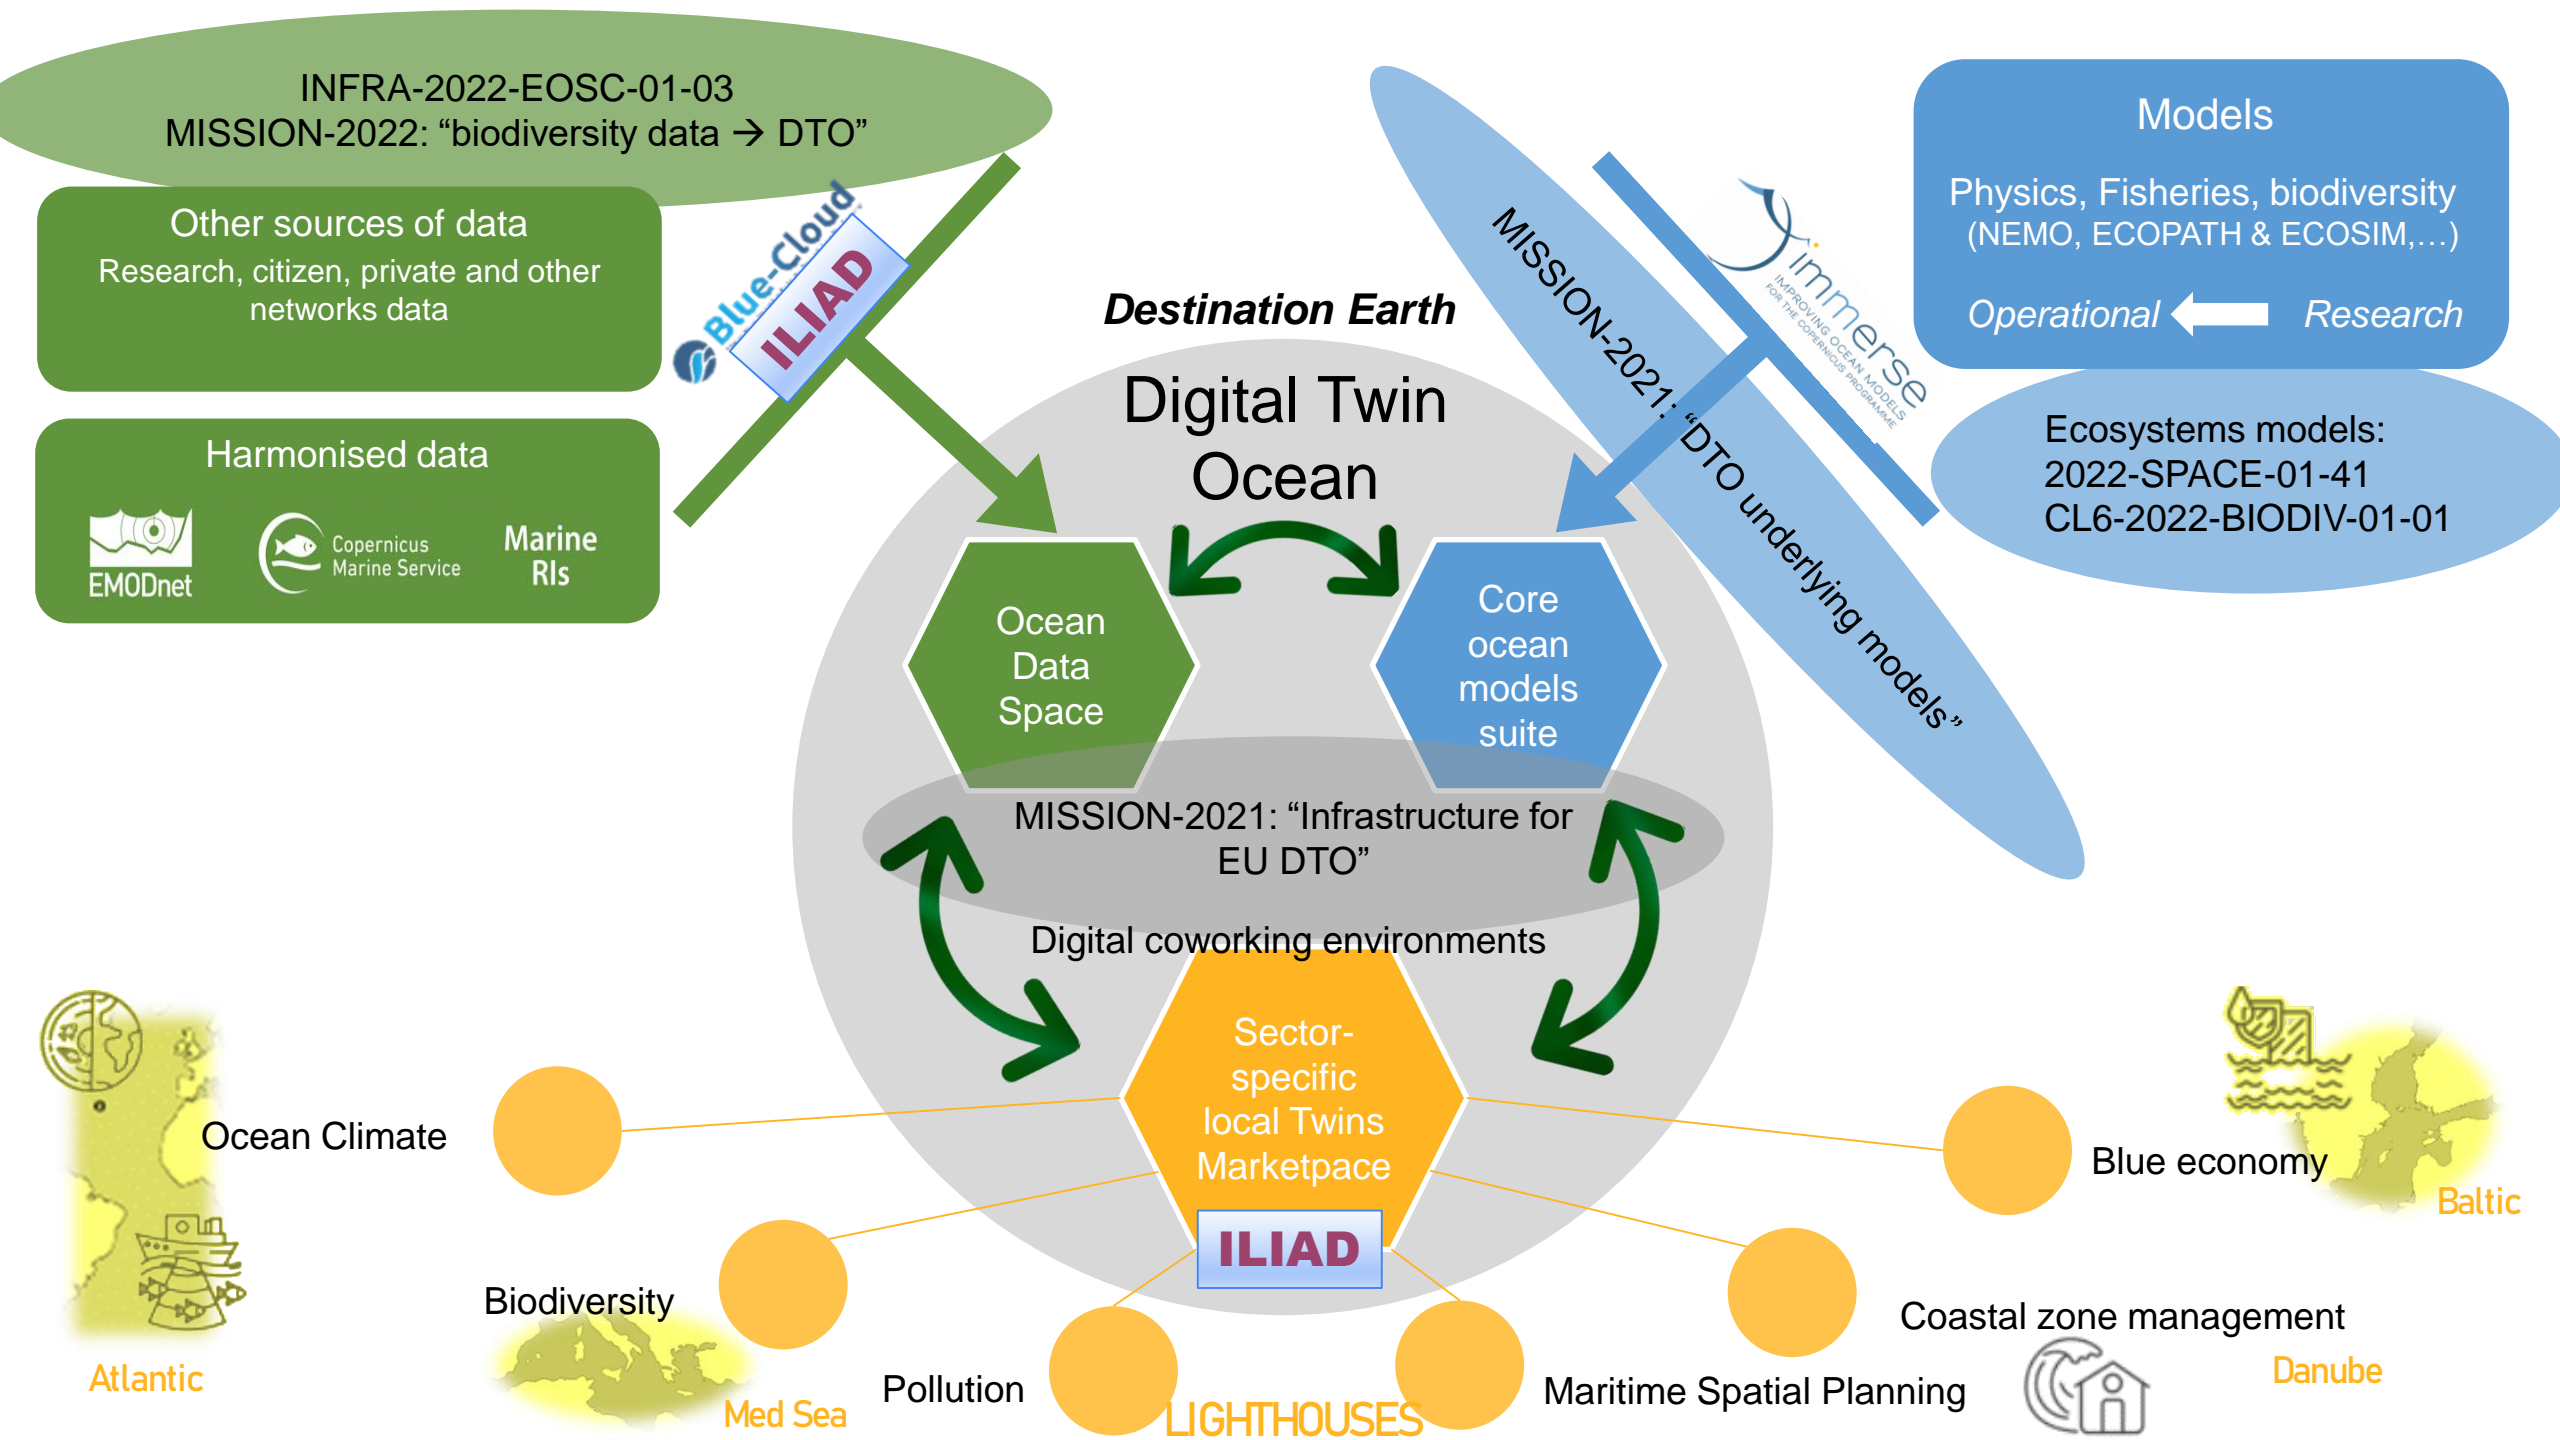 INFRA-2022-EOSC-01-03
MISSION-2022: “biodiversity data → DTO”
Other sources of data
Research, citizen, private and other
networks data
Harmonised data
EMODnet
Copernicus
Marine Service
Marine
RIs
Blue-Cloud
ILIAD
Destination Earth
Digital Twin
Ocean
MISSION-2021: “DTO underlying models”
immerse
IMPROVING OCEAN MODELS
FOR THE COPERNICUS PROGRAMME
Models
Physics, Fisheries, biodiversity
(NEMO, ECOPATH & ECOSIM,…)
Operational
Research
Ecosystems models:
2022-SPACE-01-41
CL6-2022-BIODIV-01-01
Ocean
Data
Space
Core
ocean
models
suite
MISSION-2021: “Infrastructure for
EU DTO”
Digital coworking environments
Sector-
specific
local Twins
Marketpace
ILIAD
Ocean Climate
Atlantic
Biodiversity
Med Sea
Pollution
LIGHTHOUSES
Maritime Spatial Planning
Coastal zone management
Danube
Blue economy
Baltic